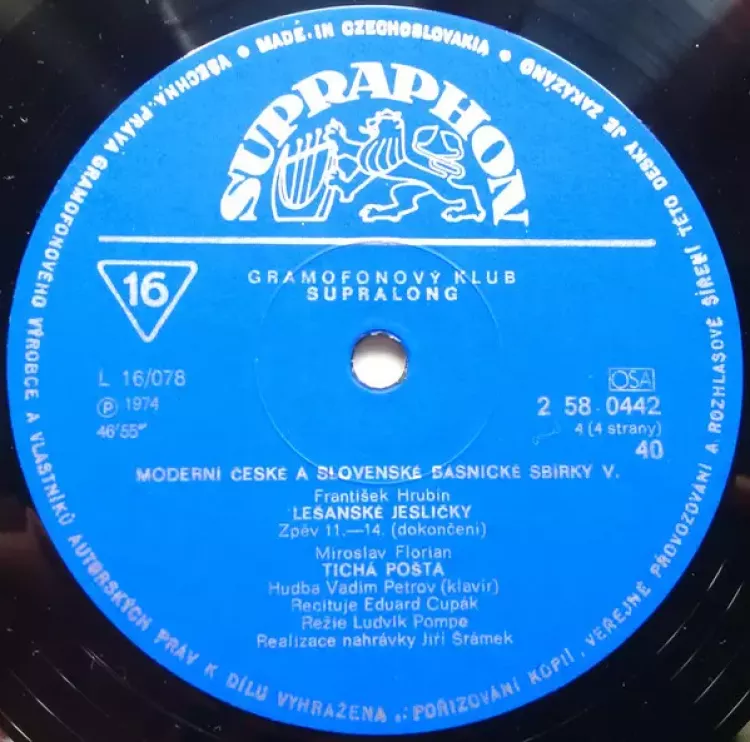 VŠECHNA PRÁVA GRAMOFONOVÉHO VÝROBCE A VLASTNÍKŮ AUTORSKÝCH PRÁV K DÍLU VYHRAŽENA . POŘIZOVÁNÍ KOPIÍ, VEŘEJNÉ PROVOZOVÁNÍ A ROZHLASOVÉ ŠÍŘENÍ TÉTO DESKY JE ZAKÁZÁNO • MADE IN CZECHOSLOVAKIA •
SUPRAPHON
16
GRAMOFONOVÝ KLUB
SUPRALONG
L 16/078
Ⓟ 1974
46'55"
OSA
2 58 0442
4 (4 strany)
40
MODERNÍ ČESKÉ A SLOVENSKÉ BÁSNICKÉ SBÍRKY V.
František Hrubín
LEŠANSKÉ JESLIČKY
Zpěv 11.—14. (dokončení)
Miroslav Florian
TICHÁ POŠTA
Hudba Vadim Petrov (klavír)
Recituje Eduard Cupák
Režie Ludvík Pompe
Realizace nahrávky Jiří Šrámek